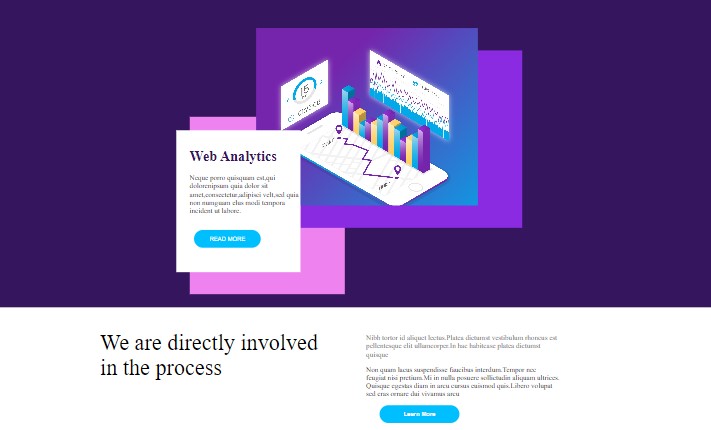 Web Analytics
Neque porro quisquam est,qui
dolorenipsum quia dolor sit
amet,consectetur,adipisci velt,sed quia
non numquam eius modi tempora
incident ut labore.
READ MORE
We are directly involved
in the process
Nibh tortor id aliquet lectus.Platea dictumst vestibulum rhoncus est
pellentesque elit ullamcorper.In hac habitasse platea dictumst
quisque
Non quam lacus suspendisse faucibus interdum.Tempor nec
feugiat nisi pretium.Mi in nulla posuere sollicitudin aliquam ultrices.
Quisque egestas diam in arcu cursus euismod quis.Libero volutpat
sed cras ornare dui vivamus arcu
Learn More